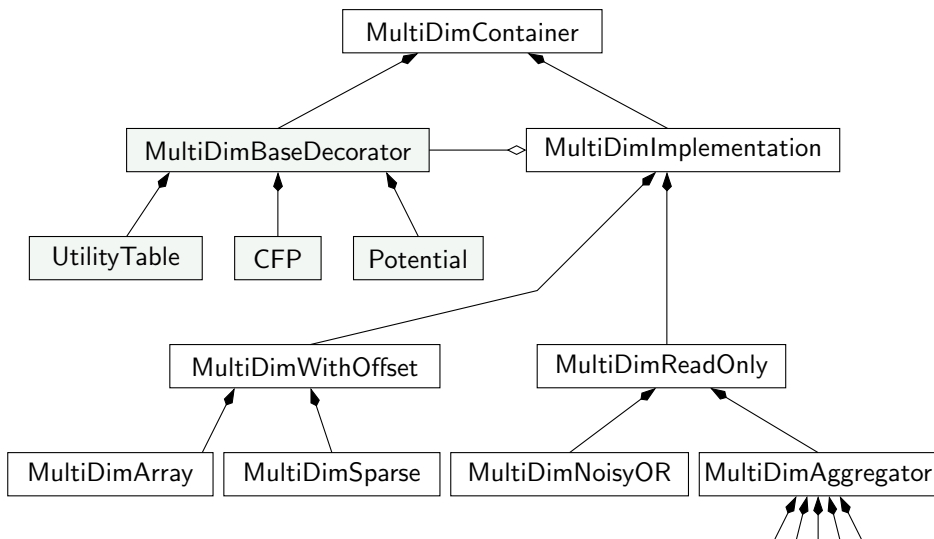 MultiDimContainer
MultiDimBaseDecorator
MultiDimImplementation
UtilityTable
CFP
Potential
MultiDimWithOffset
MultiDimReadOnly
MultiDimArray
MultiDimSparse
MultiDimNoisyOR
MultiDimAggregator